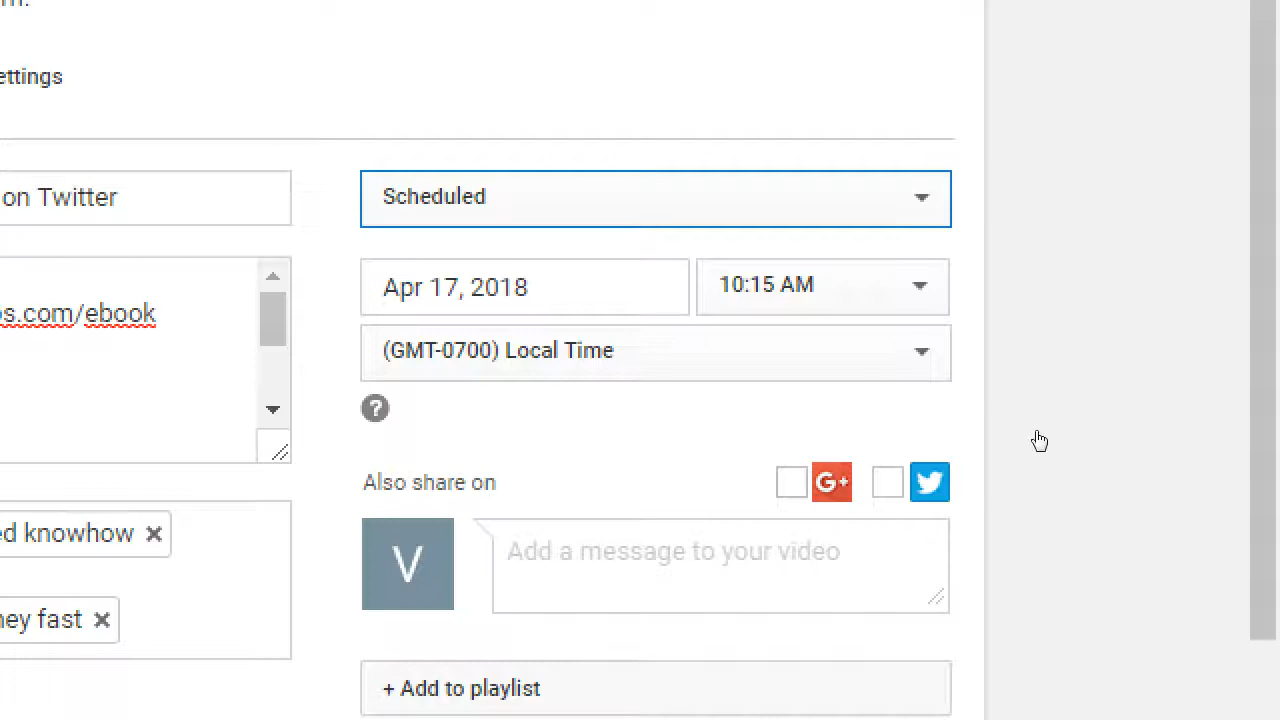 ettings
on Twitter
Scheduled
Apr 17, 2018
10:15 AM
s.com/ebook
(GMT-0700) Local Time
?
Also share on
G+
ed knowhow
V
Add a message to your video
ney fast
+ Add to playlist